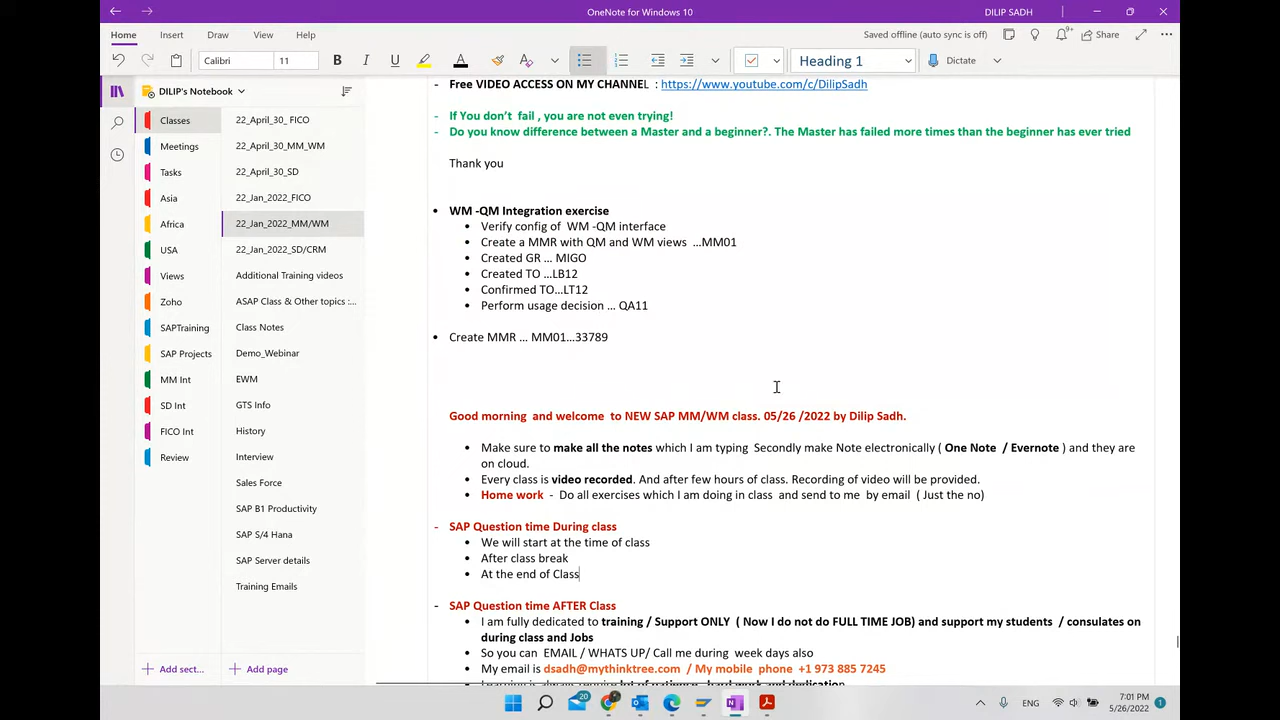 OneNote for Windows 10
DILIP SADH
Home Insert Draw View Help
Saved offline (auto sync is off)
9+
Share
Calibri 11 B I U A Heading 1 Dictate
DILIP's Notebook
Classes
Meetings
Tasks
Asia
Africa
USA
Views
Zoho
SAPTraining
SAP Projects
MM Int
SD Int
FICO Int
Review
Add sect...
22_April_30_ FICO
22_April_30_MM_WM
22_April_30_SD
22_Jan_2022_FICO
22_Jan_2022_MM/WM
22_Jan_2022_SD/CRM
Additional Training videos
ASAP Class & Other topics :...
Class Notes
Demo_Webinar
EWM
GTS Info
History
Interview
Sales Force
SAP B1 Productivity
SAP S/4 Hana
SAP Server details
Training Emails
Add page
- Free VIDEO ACCESS ON MY CHANNEL : https://www.youtube.com/c/DilipSadh
- If You don't fail , you are not even trying!
- Do you know difference between a Master and a beginner?. The Master has failed more times than the beginner has ever tried
Thank you
• WM -QM Integration exercise
• Verify config of WM -QM interface
• Create a MMR with QM and WM views ...MM01
• Created GR ... MIGO
• Created TO ...LB12
• Confirmed TO...LT12
• Perform usage decision ... QA11
• Create MMR ... MM01...33789
Good morning and welcome to NEW SAP MM/WM class. 05/26 /2022 by Dilip Sadh.
• Make sure to make all the notes which I am typing Secondly make Note electronically ( One Note / Evernote ) and they are
on cloud.
• Every class is video recorded. And after few hours of class. Recording of video will be provided.
• Home work - Do all exercises which I am doing in class and send to me by email ( Just the no)
- SAP Question time During class
• We will start at the time of class
• After class break
• At the end of Class
- SAP Question time AFTER Class
• I am fully dedicated to training / Support ONLY ( Now I do not do FULL TIME JOB) and support my students / consulates on
during class and Jobs
• So you can EMAIL / WHATS UP/ Call me during week days also
• My email is dsadh@mythinktree.com / My mobile phone +1 973 885 7245
• Learning is always require lot of patience, hard work and dedication
20
ENG
7:01 PM
5/26/2022
1